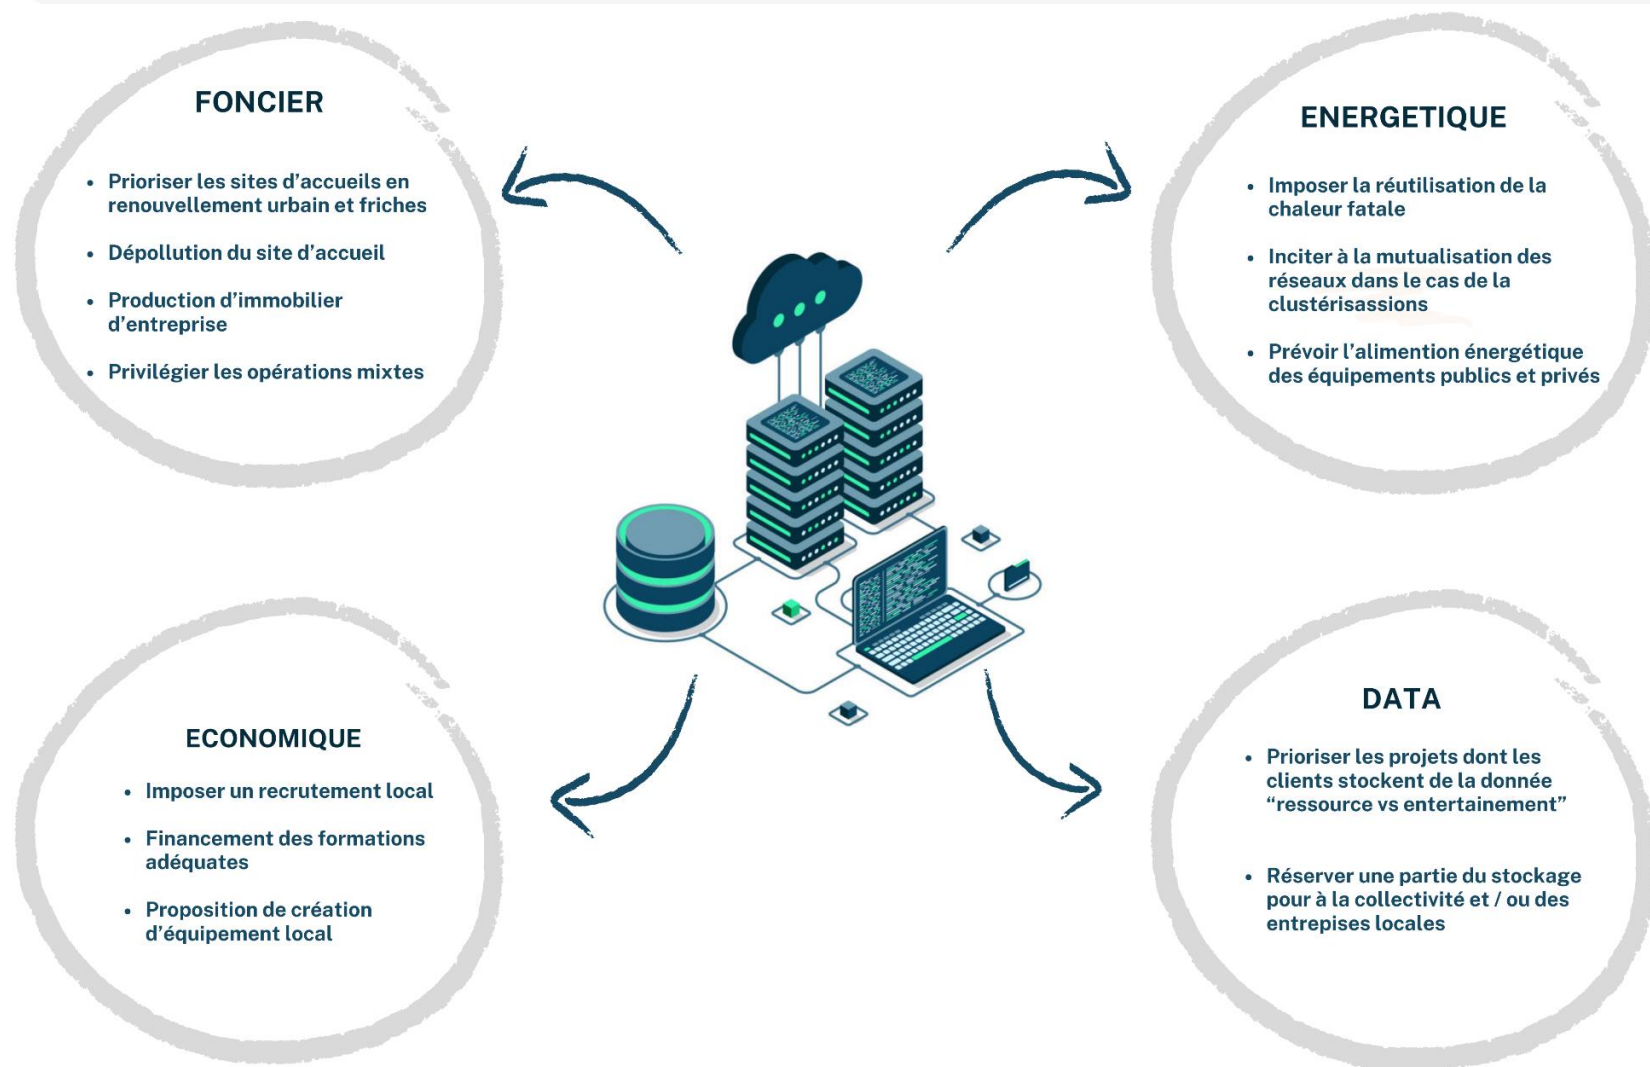 FONCIER
• Prioriser les sites d’accueils en
renouvellement urbain et friches
• Dépollution du site d’accueil
• Production d’immobilier
d’entreprise
• Privilégier les opérations mixtes
ENERGETIQUE
• Imposer la réutilisation de la
chaleur fatale
• Inciter à la mutualisation des
réseaux dans le cas de la
clustérisassions
• Prévoir l’alimention énergétique
des équipements publics et privés
ECONOMIQUE
• Imposer un recrutement local
• Financement des formations
adéquates
• Proposition de création
d’équipement local
DATA
• Prioriser les projets dont les
clients stockent de la donnée
“ressource vs entertainement”
• Réserver une partie du stockage
pour à la collectivité et / ou des
entrepises locales